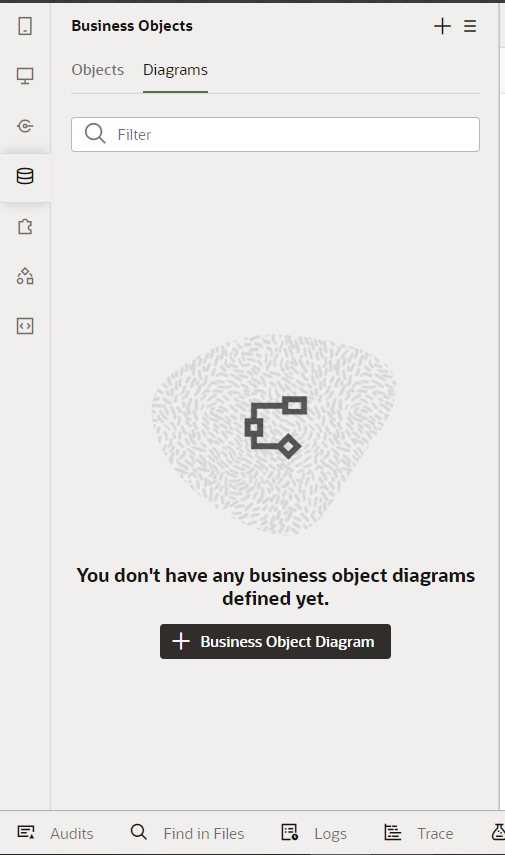 Business Objects
Objects
Diagrams
Filter
You don't have any business object diagrams
defined yet.
Business Object Diagram
Audits
Find in Files
Logs
Trace